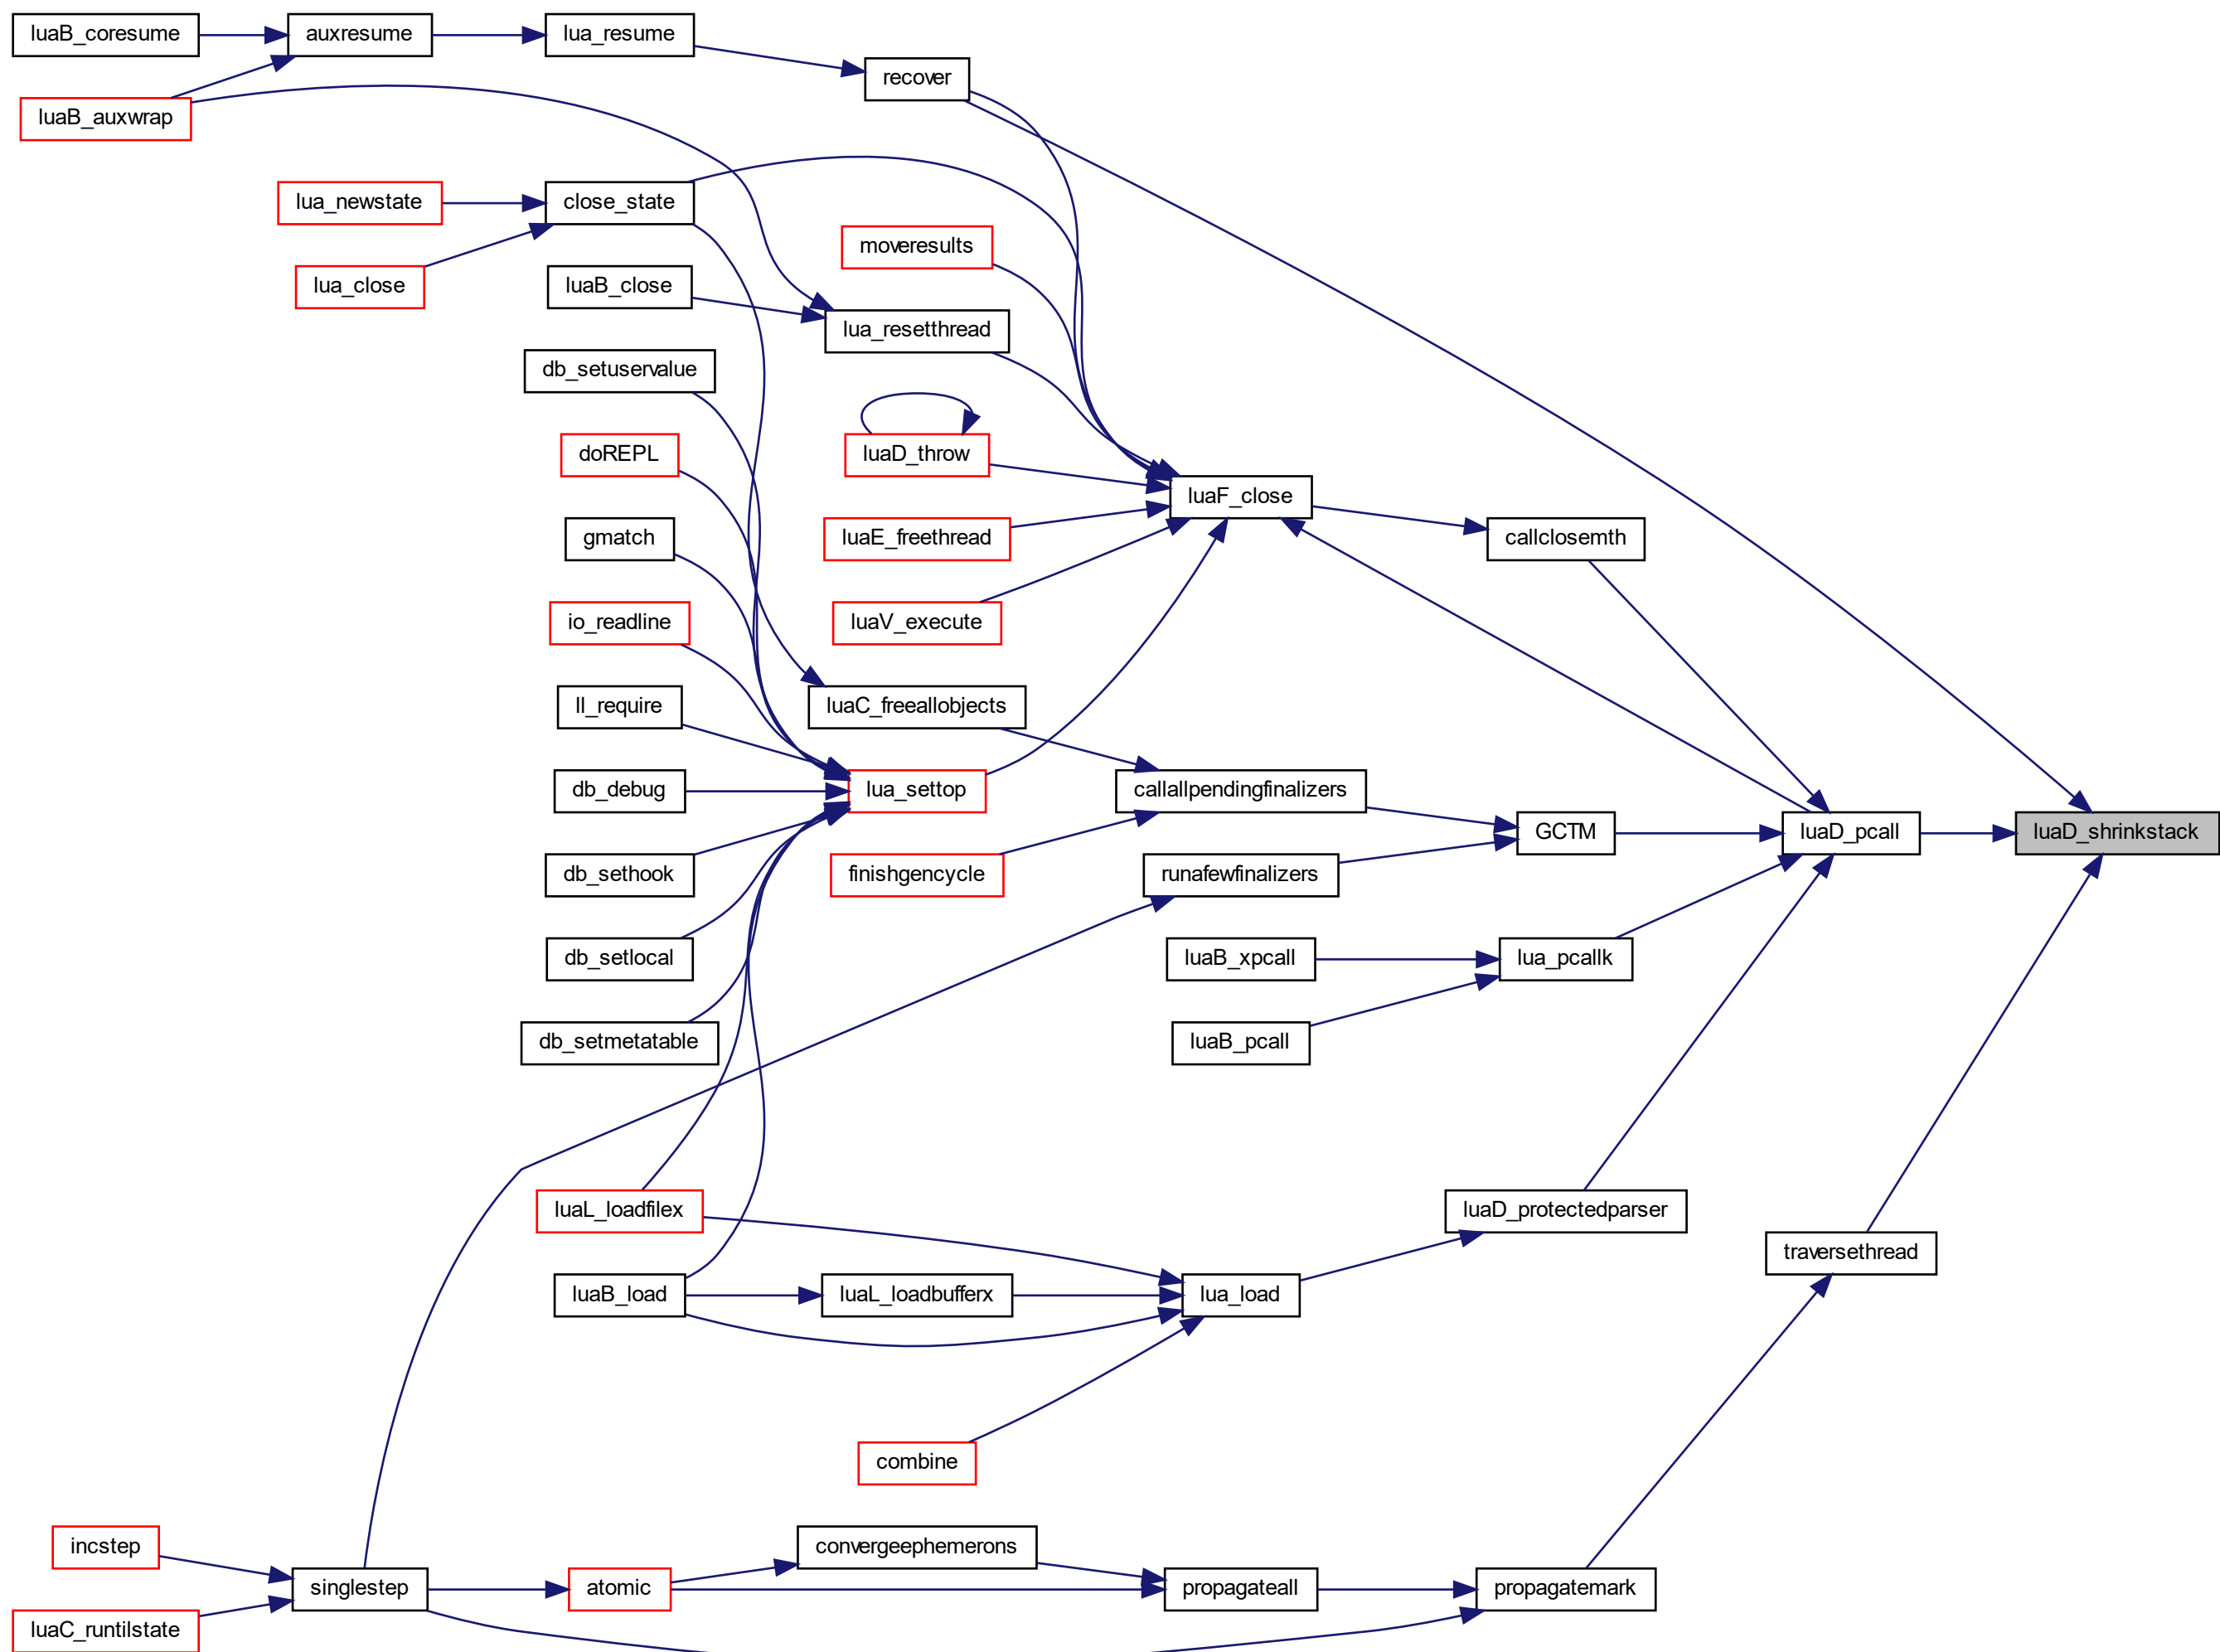 luaB_coresume
auxresume
lua_resume
recover
luaB_auxwrap
lua_newstate
close_state
moveresults
lua_close
luaB_close
lua_resetthread
db_setuservalue
doREPL
luaD_throw
luaF_close
gmatch
luaE_freethread
callclosemth
io_readline
luaV_execute
ll_require
luaC_freeallobjects
db_debug
lua_settop
callallpendingfinalizers
GCTM
luaD_pcall
luaD_shrinkstack
db_sethook
finishgencycle
runafewfinalizers
db_setlocal
luaB_xpcall
lua_pcallk
db_setmetatable
luaB_pcall
luaL_loadfilex
luaD_protectedparser
traversethread
luaB_load
luaL_loadbufferx
lua_load
combine
incstep
convergeephemerons
singlestep
atomic
propagateall
propagatemark
luaC_runtilstate